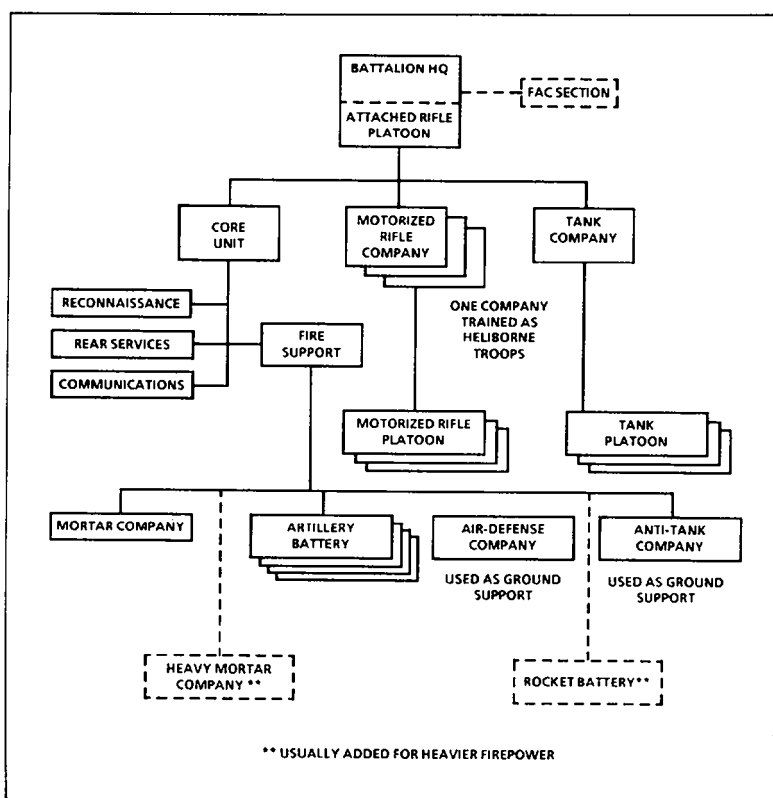 BATTALION HQ
FAC SECTION
ATTACHED RIFLE
PLATOON
CORE
UNIT
MOTORIZED
RIFLE
COMPANY
TANK
COMPANY
RECONNAISSANCE
REAR SERVICES
COMMUNICATIONS
FIRE
SUPPORT
ONE COMPANY
TRAINED AS
HELIBORNE
TROOPS
MOTORIZED RIFLE
PLATOON
TANK
PLATOON
MORTAR COMPANY
ARTILLERY
BATTERY
AIR-DEFENSE
COMPANY
USED AS GROUND
SUPPORT
ANTI-TANK
COMPANY
USED AS GROUND
SUPPORT
HEAVY MORTAR
COMPANY **
ROCKET BATTERY**
** USUALLY ADDED FOR HEAVIER FIREPOWER